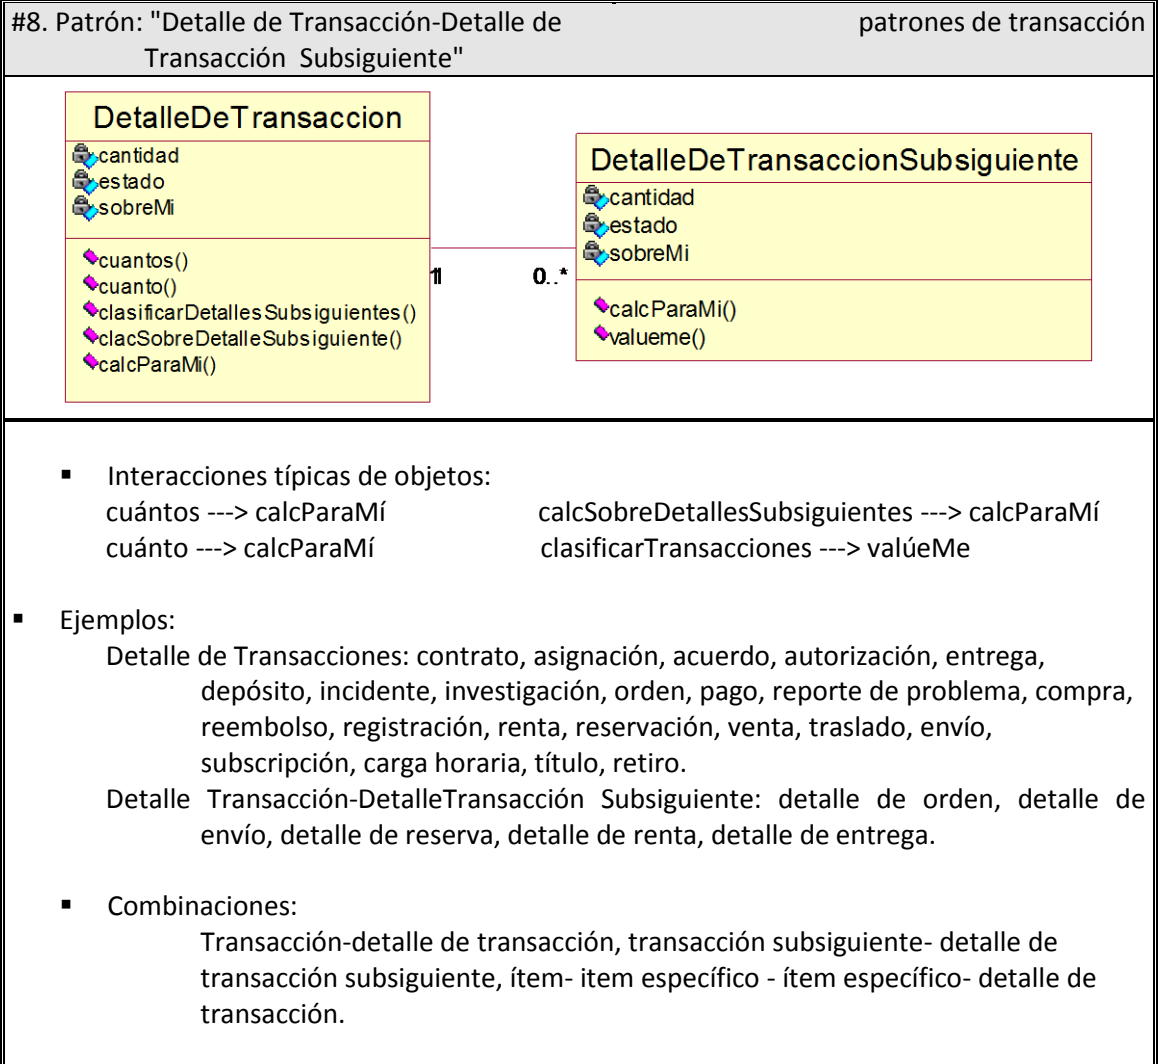 #8. Patrón: "Detalle de Transacción-Detalle de patrones de transacción
Transacción Subsiguiente"
DetalleDeTransaccion
cantidad
estado
sobreMi
cuantos()
cuanto()
clasificarDetallesSubsiguientes()
clacSobreDetalleSubsiguiente()
calcParaMi()
1 0..*
DetalleDeTransaccionSubsiguiente
cantidad
estado
sobreMi
calcParaMi()
valueme()
▪ Interacciones típicas de objetos:
cuántos ---> calcParaMí calcSobreDetallesSubsiguientes ---> calcParaMí
cuánto ---> calcParaMí clasificarTransacciones ---> valúeMe
▪ Ejemplos:
Detalle de Transacciones: contrato, asignación, acuerdo, autorización, entrega,
depósito, incidente, investigación, orden, pago, reporte de problema, compra,
reembolso, registración, renta, reservación, venta, traslado, envío,
subscripción, carga horaria, título, retiro.
Detalle Transacción-DetalleTransacción Subsiguiente: detalle de orden, detalle de
envío, detalle de reserva, detalle de renta, detalle de entrega.
▪ Combinaciones:
Transacción-detalle de transacción, transacción subsiguiente- detalle de
transacción subsiguiente, ítem- item específico - ítem específico- detalle de
transacción.